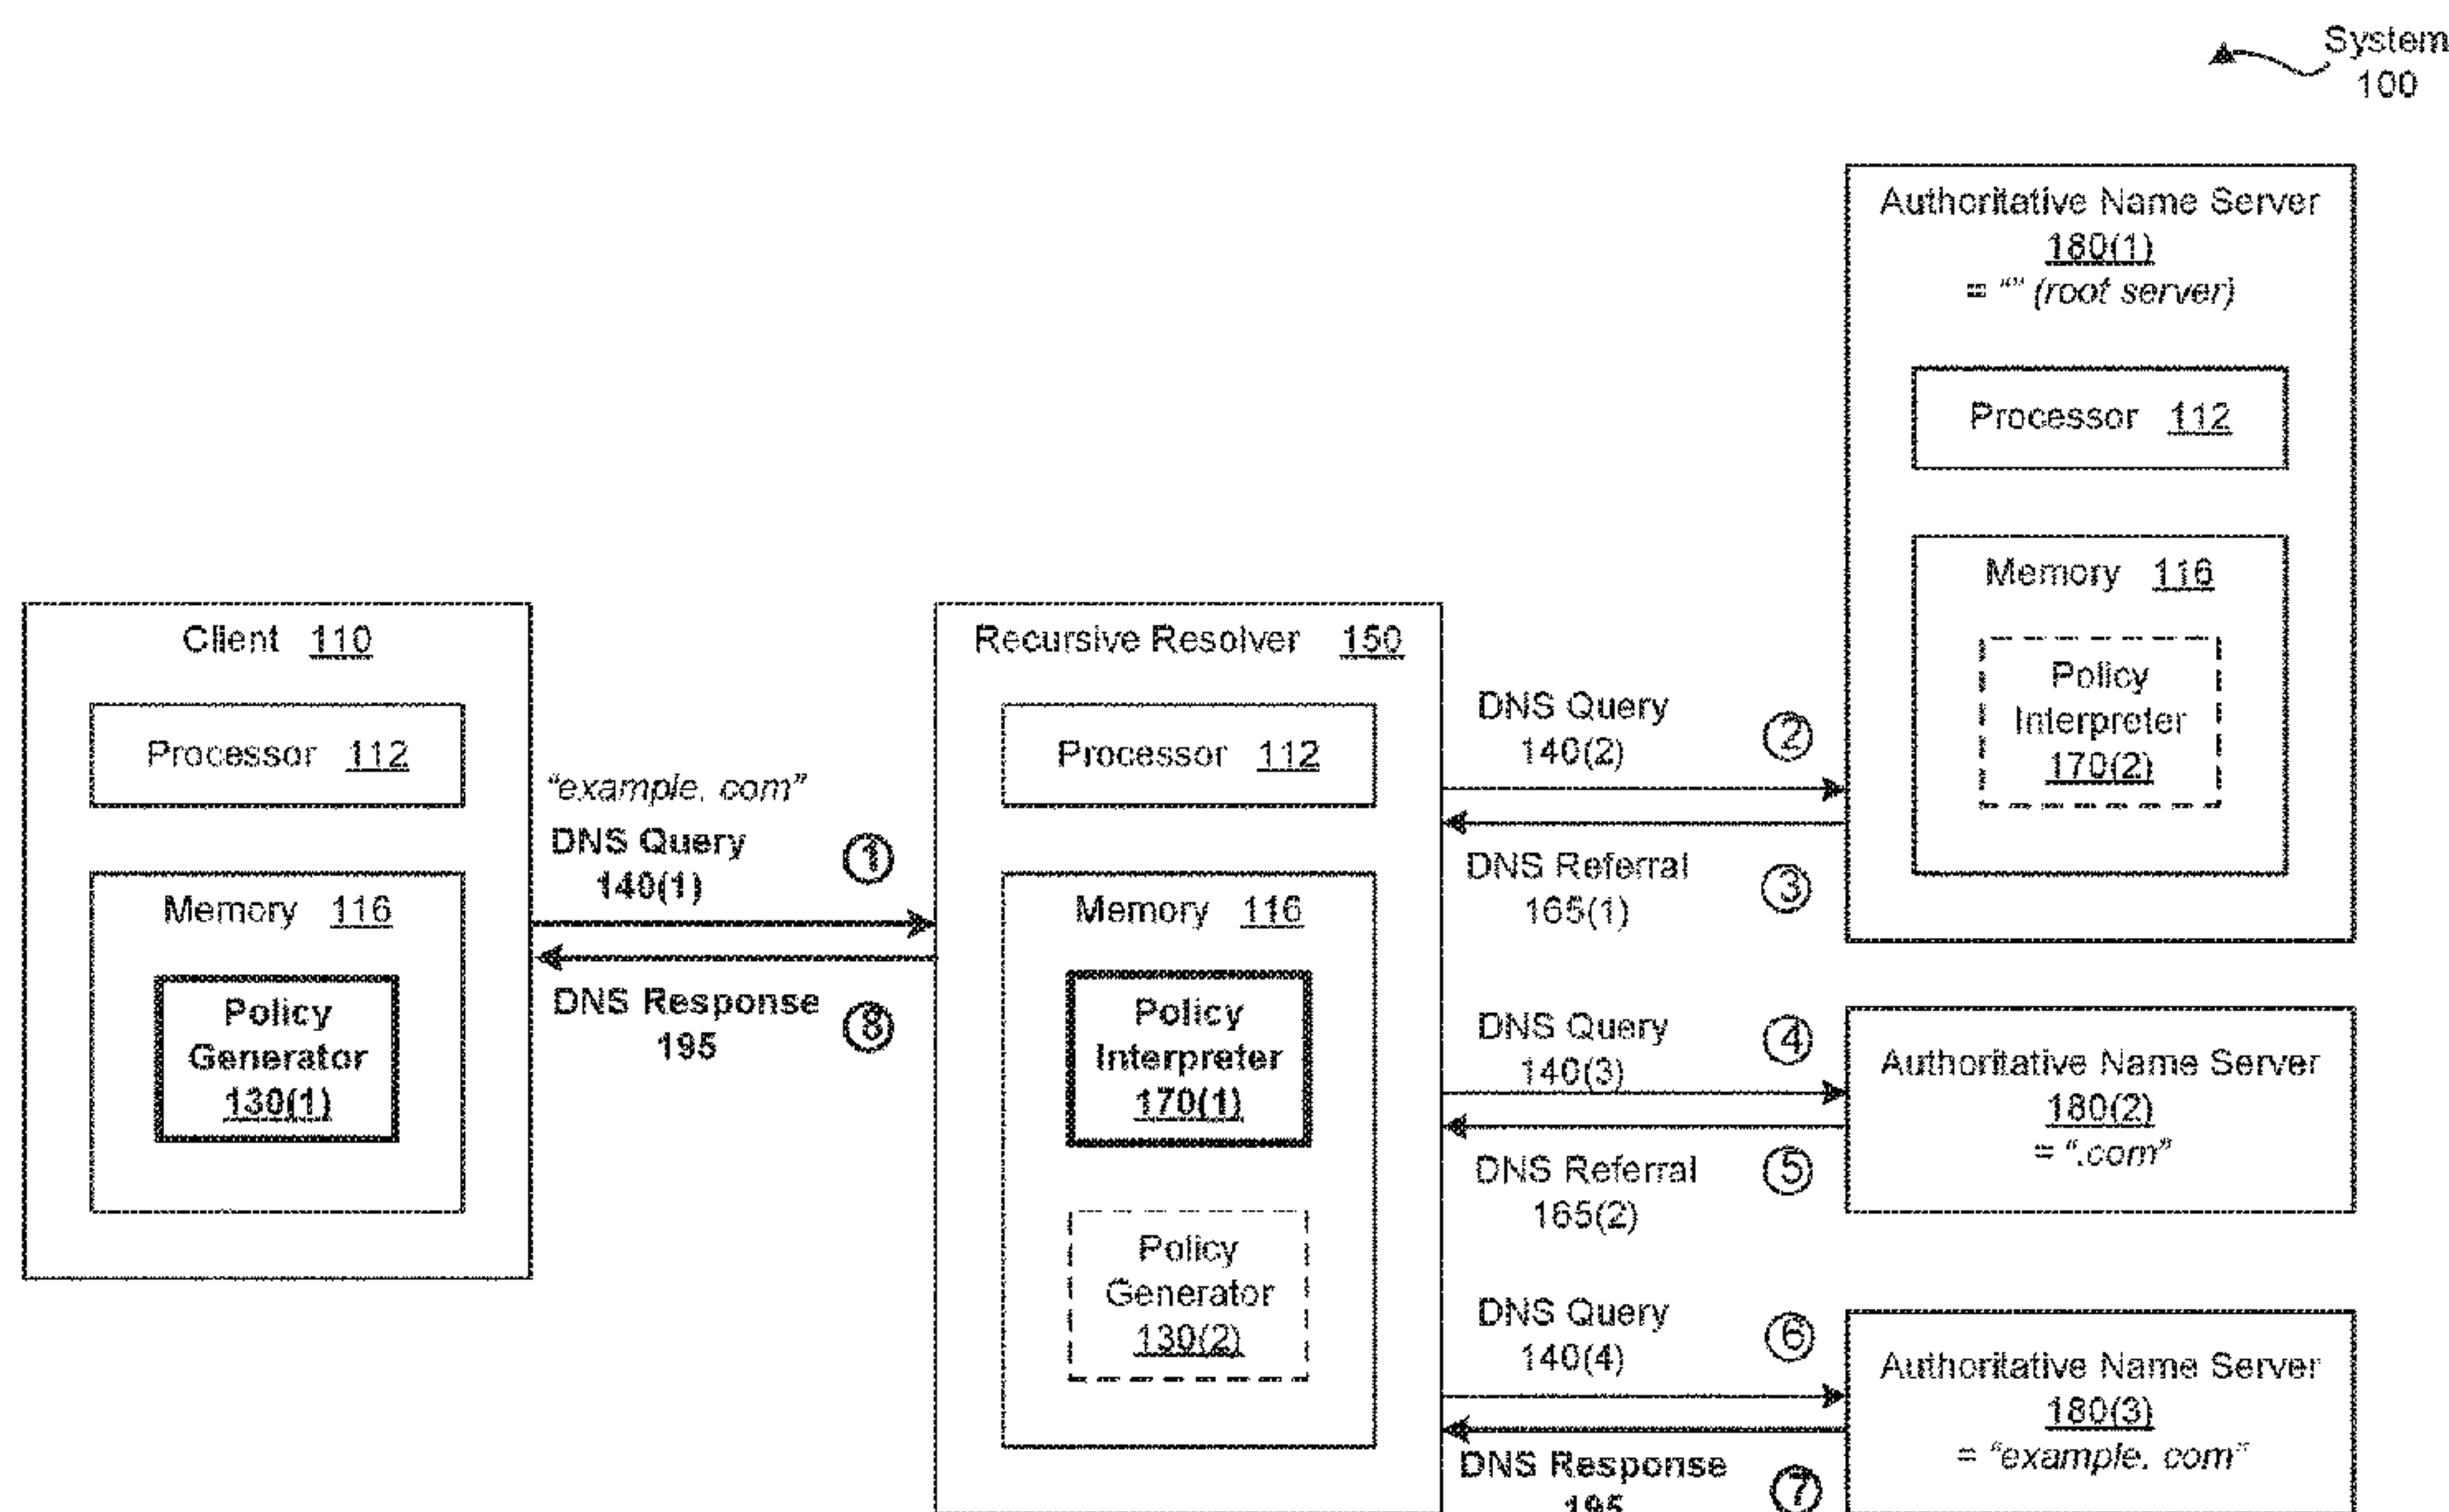 System
100
Authoritative Name Server
180(1)
= “” (root server)
Processor 112
Memory 116
Policy
Interpreter
170(2)
Client 110
Processor 112
Memory 116
Policy
Generator
130(1)
“example. com”
DNS Query
140(1)
1
DNS Response
195
8
Recursive Resolver 150
Processor 112
Memory 116
Policy
Interpreter
170(1)
Policy
Generator
130(2)
DNS Query
140(2)
2
DNS Referral
165(1)
3
DNS Query
140(3)
4
DNS Referral
165(2)
5
DNS Query
140(4)
6
DNS Response
195
7
Authoritative Name Server
180(2)
= “.com”
Authoritative Name Server
180(3)
= “example. com”